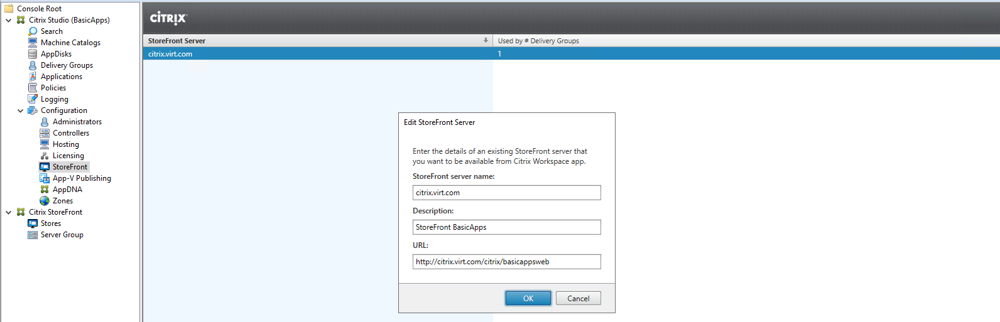 Console Root
Citrix Studio (BasicApps)
Search
Machine Catalogs
AppDisks
Delivery Groups
Applications
Policies
Logging
Configuration
Administrators
Controllers
Hosting
Licensing
StoreFront
App-V Publishing
AppDNA
Zones
Citrix StoreFront
Stores
Server Group
CİTRIX
StoreFront Server
Used by # Delivery Groups
citrix.virt.com
1
Edit StoreFront Server
Enter the details of an existing StoreFront server that
you want to be available from Citrix Workspace app.
StoreFront server name:
citrix.virt.com
Description:
StoreFront BasicApps
URL:
http://citrix.virt.com/citrix/basicappsweb
OK
Cancel